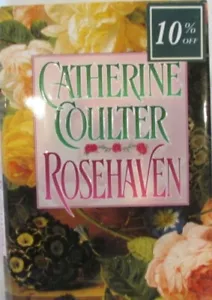 10%
OFF
CATHERINE
COULTER
ROSEHAVEN